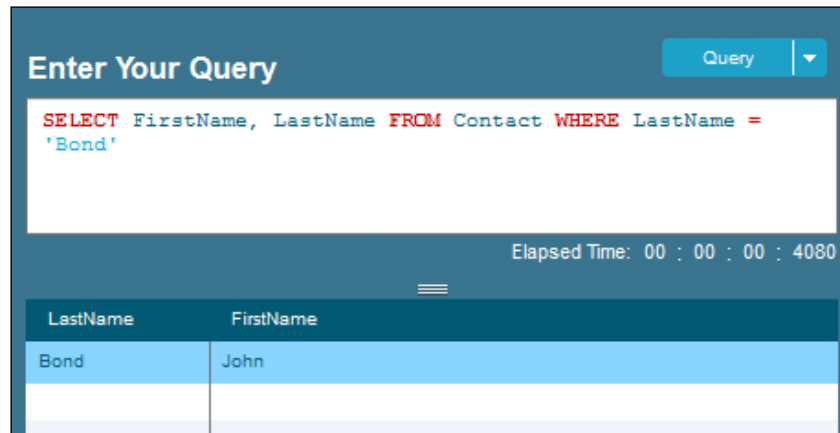 Enter Your Query
Query
SELECT FirstName, LastName FROM Contact WHERE LastName =
'Bond'
Elapsed Time: 00 : 00 : 00 : 4080
LastName FirstName
Bond John